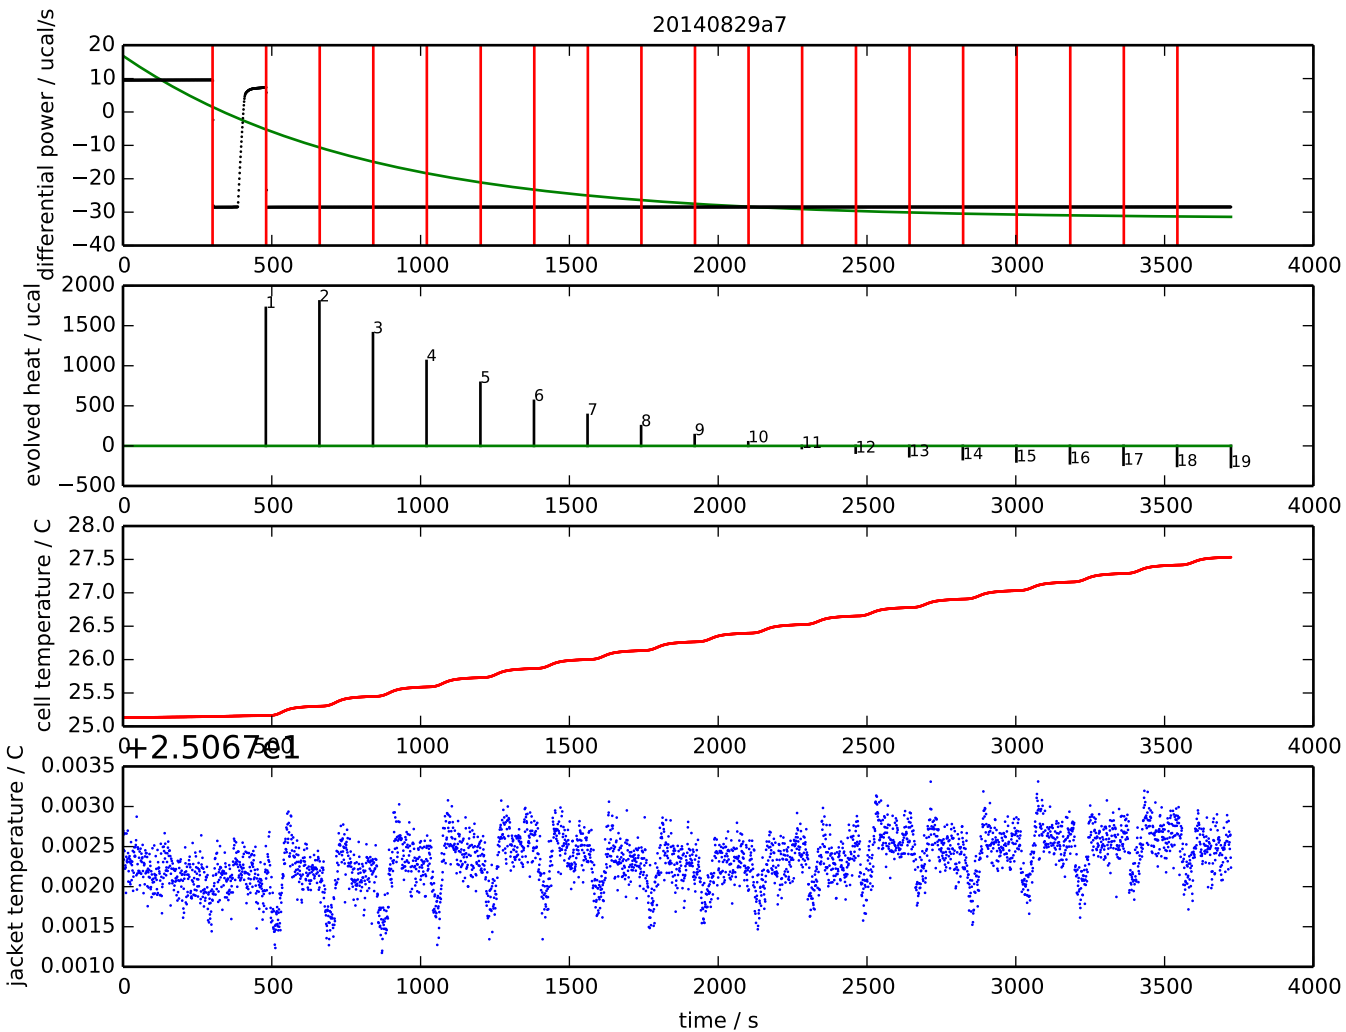 20140829a7
differential power / ucal/s
20
10
0
−10
−20
−30
−40
0 500 1000 1500 2000 2500 3000 3500 4000
evolved heat / ucal
2000
1500
1000
500
0
−500
1 2 3 4 5 6 7 8 9 10 11 12 13 14 15 16 17 18 19
0 500 1000 1500 2000 2500 3000 3500 4000
cell temperature / C
28.0
27.5
27.0
26.5
26.0
25.5
25.0
0 500 1000 1500 2000 2500 3000 3500 4000
+2.5067e1
jacket temperature / C
0.0035
0.0030
0.0025
0.0020
0.0015
0.0010
0 500 1000 1500 2000 2500 3000 3500 4000
time / s